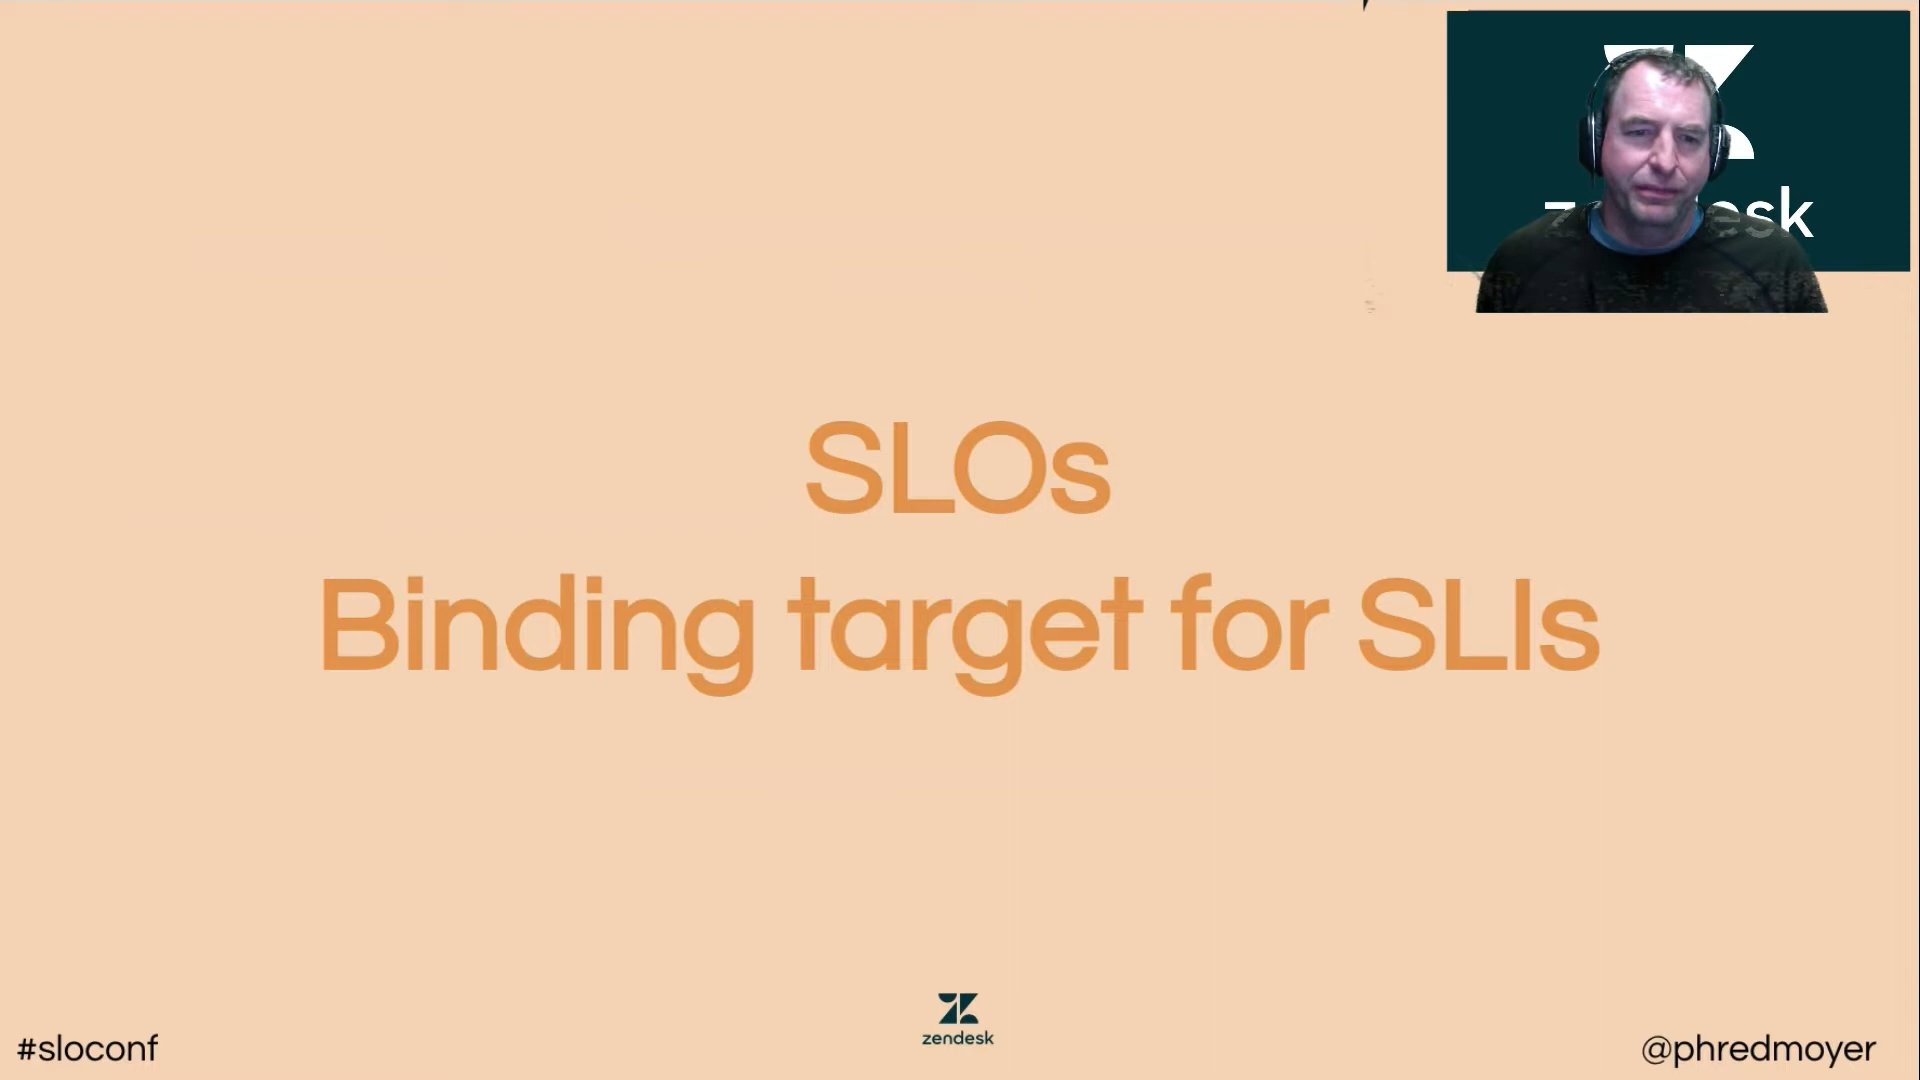 SLOs
Binding target for SLIs
zendesk
#sloconf
@phredmoyer